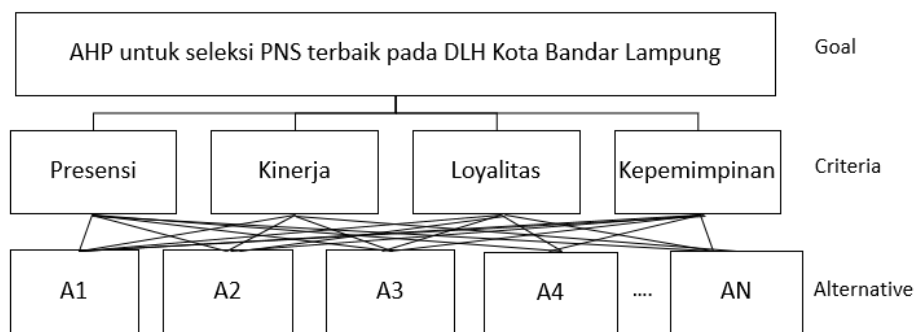 AHP untuk seleksi PNS terbaik pada DLH Kota Bandar Lampung
Goal
Presensi
Kinerja
Loyalitas
Kepemimpinan
Criteria
A1
A2
A3
A4
....
AN
Alternative